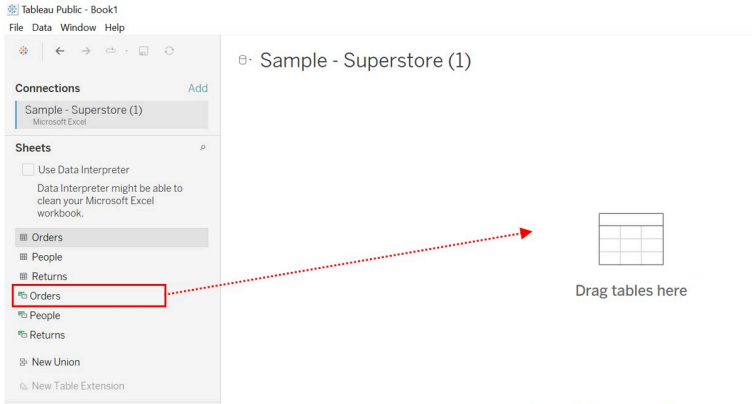 Tableau Public - Book1
File Data Window Help
Sample - Superstore (1)
Connections Add
Sample - Superstore (1)
Microsoft Excel
Sheets
Use Data Interpreter
Data Interpreter might be able to
clean your Microsoft Excel
workbook.
Orders
People
Returns
Orders
People
Returns
New Union
New Table Extension
Drag tables here